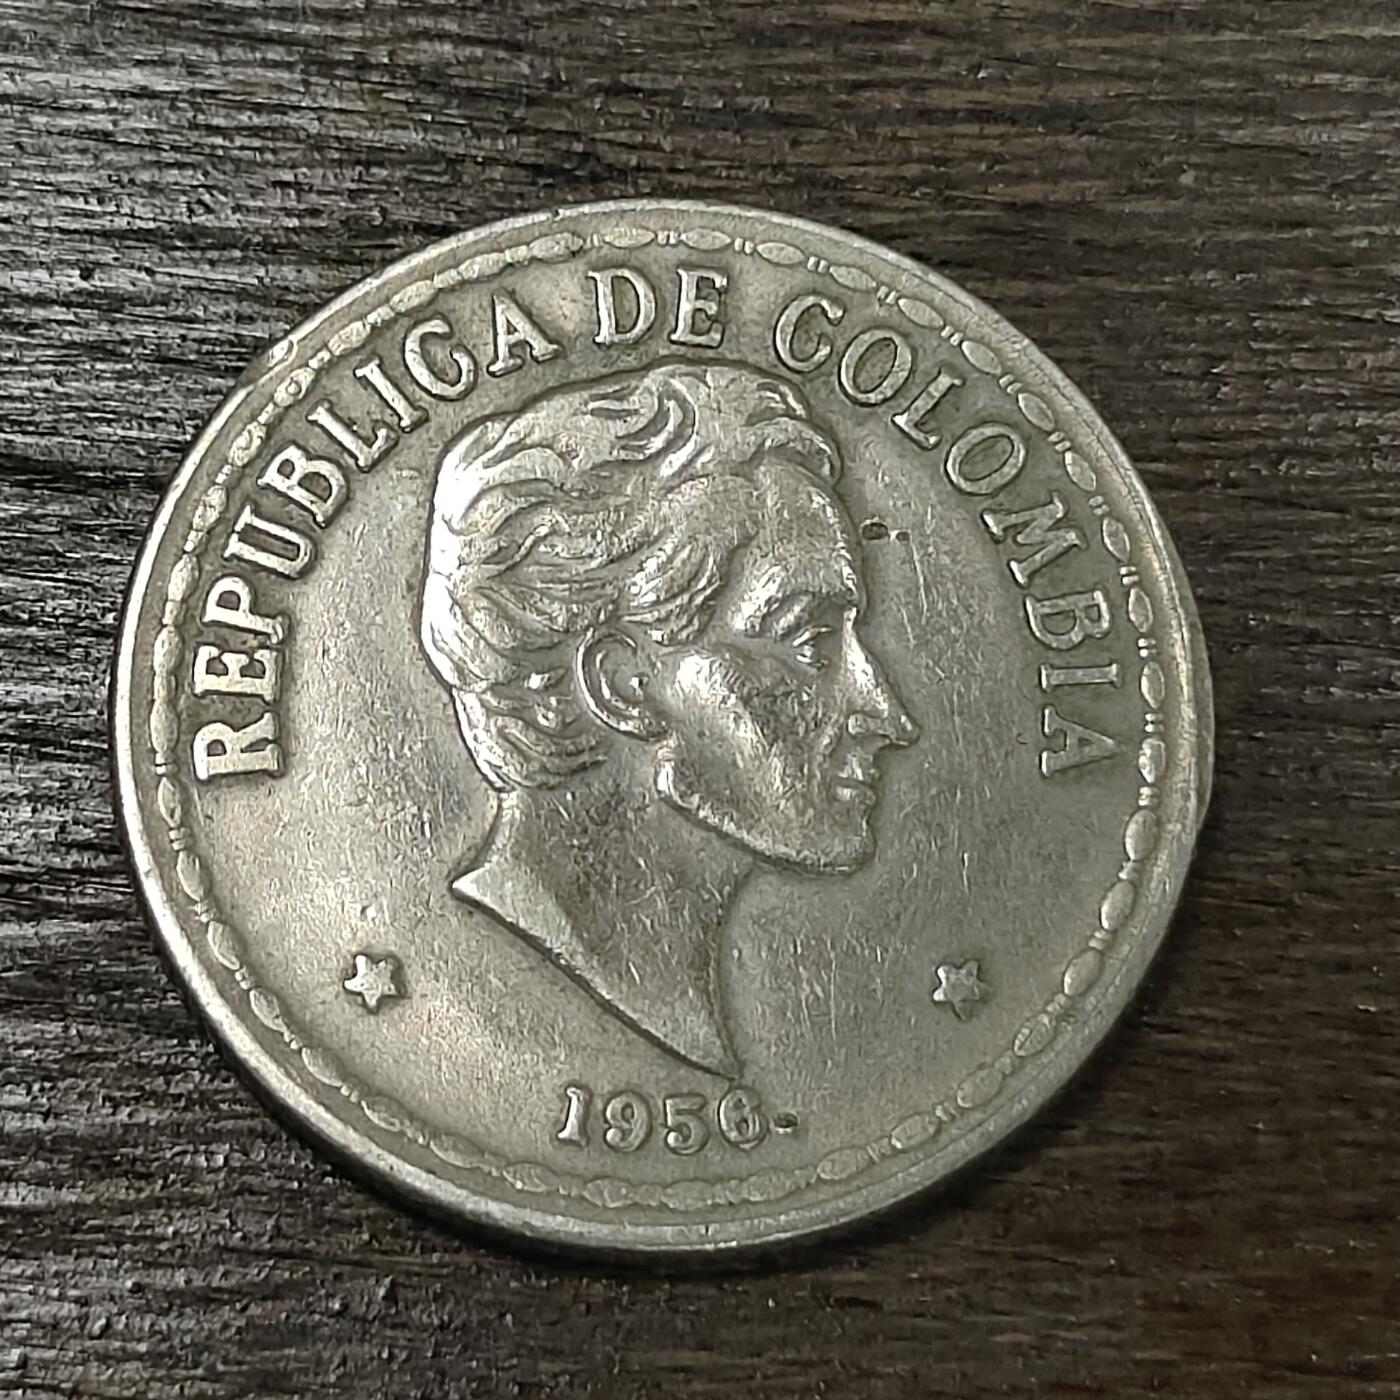 REPUBLICA DE COLOMBIA
1956